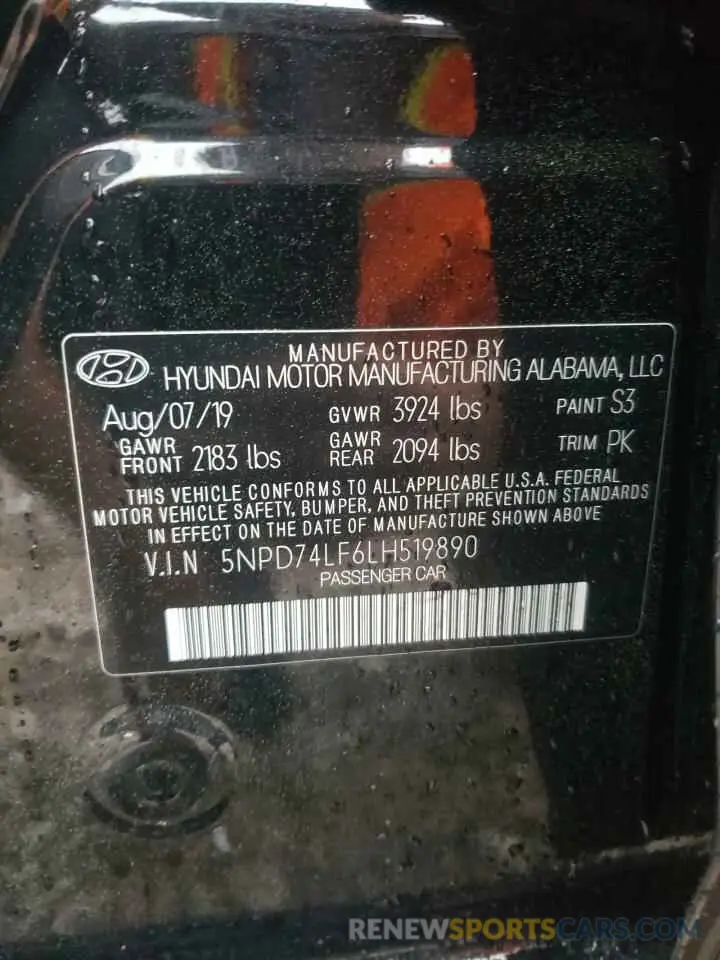 MANUFACTURED BY
HYUNDAI MOTOR MANUFACTURING ALABAMA, LLC
Aug/07/19 GVWR 3924 lbs PAINT S3
GAWR FRONT 2183 lbs GAWR REAR 2094 lbs TRIM PK
THIS VEHICLE CONFORMS TO ALL APPLICABLE U.S.A. FEDERAL
MOTOR VEHICLE SAFETY, BUMPER, AND THEFT PREVENTION STANDARDS
IN EFFECT ON THE DATE OF MANUFACTURE SHOWN ABOVE
V.I.N 5NPD74LF6LH519890
PASSENGER CAR
RENEWSPORTSCARS.COM